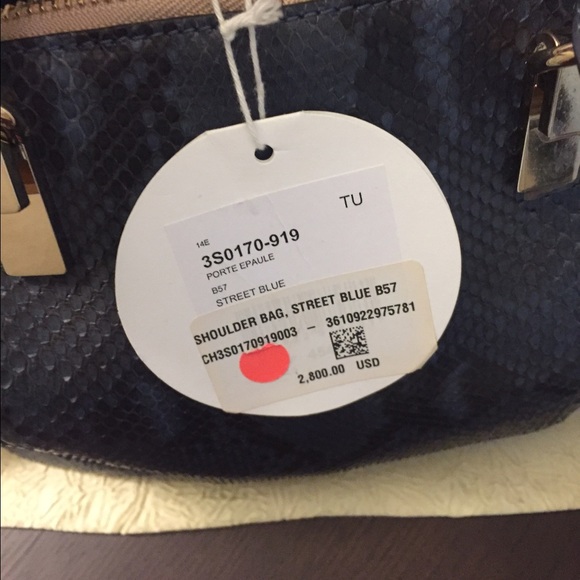 TU
14E
3S0170-919
PORTE EPAULE
B57
STREET BLUE
SHOULDER BAG, STREET BLUE B57
CH3S0170919003 – 3610922975781
2,800.00 USD